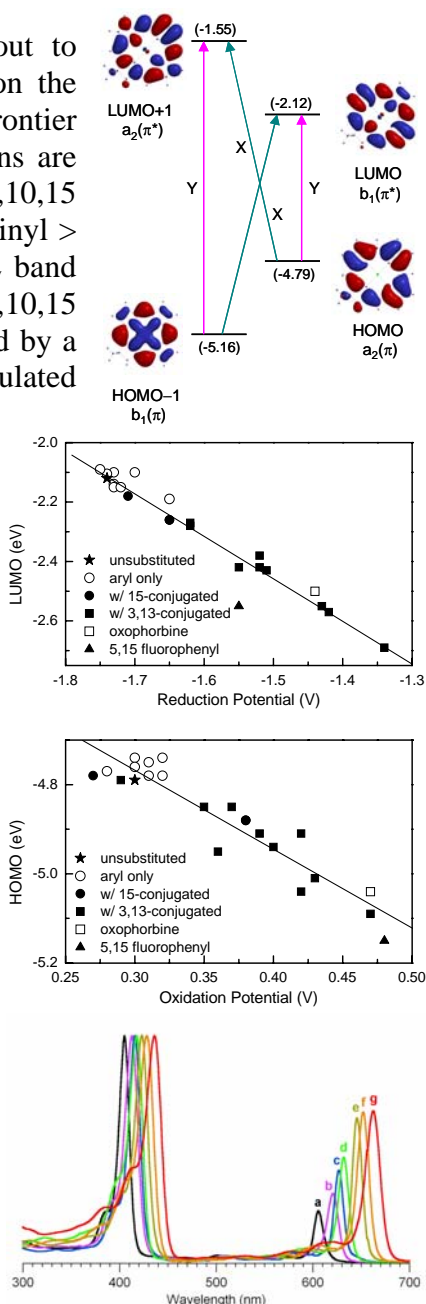 out to
on the
rontier
ns are
,10,15
inyl >
band
,10,15
d by a
ulated
(-1.55)
LUMO+1
a2(π*)
(-2.12)
X
LUMO
b1(π*)
Y
X
Y
(-4.79)
HOMO
a2(π)
(-5.16)
HOMO−1
b1(π)
-2.0
-2.2
-2.4
-2.6
LUMO (eV)
unsubstituted
aryl only
w/ 15-conjugated
w/ 3,13-conjugated
oxophorbine
5,15 fluorophenyl
-1.8 -1.7 -1.6 -1.5 -1.4 -1.3
Reduction Potential (V)
-4.8
-5.0
-5.2
HOMO (eV)
unsubstituted
aryl only
w/ 15-conjugated
w/ 3,13-conjugated
oxophorbine
5,15 fluorophenyl
0.25 0.30 0.35 0.40 0.45 0.50
Oxidation Potential (V)
a b c d e f g
300 400 500 600 700
Wavelength (nm)